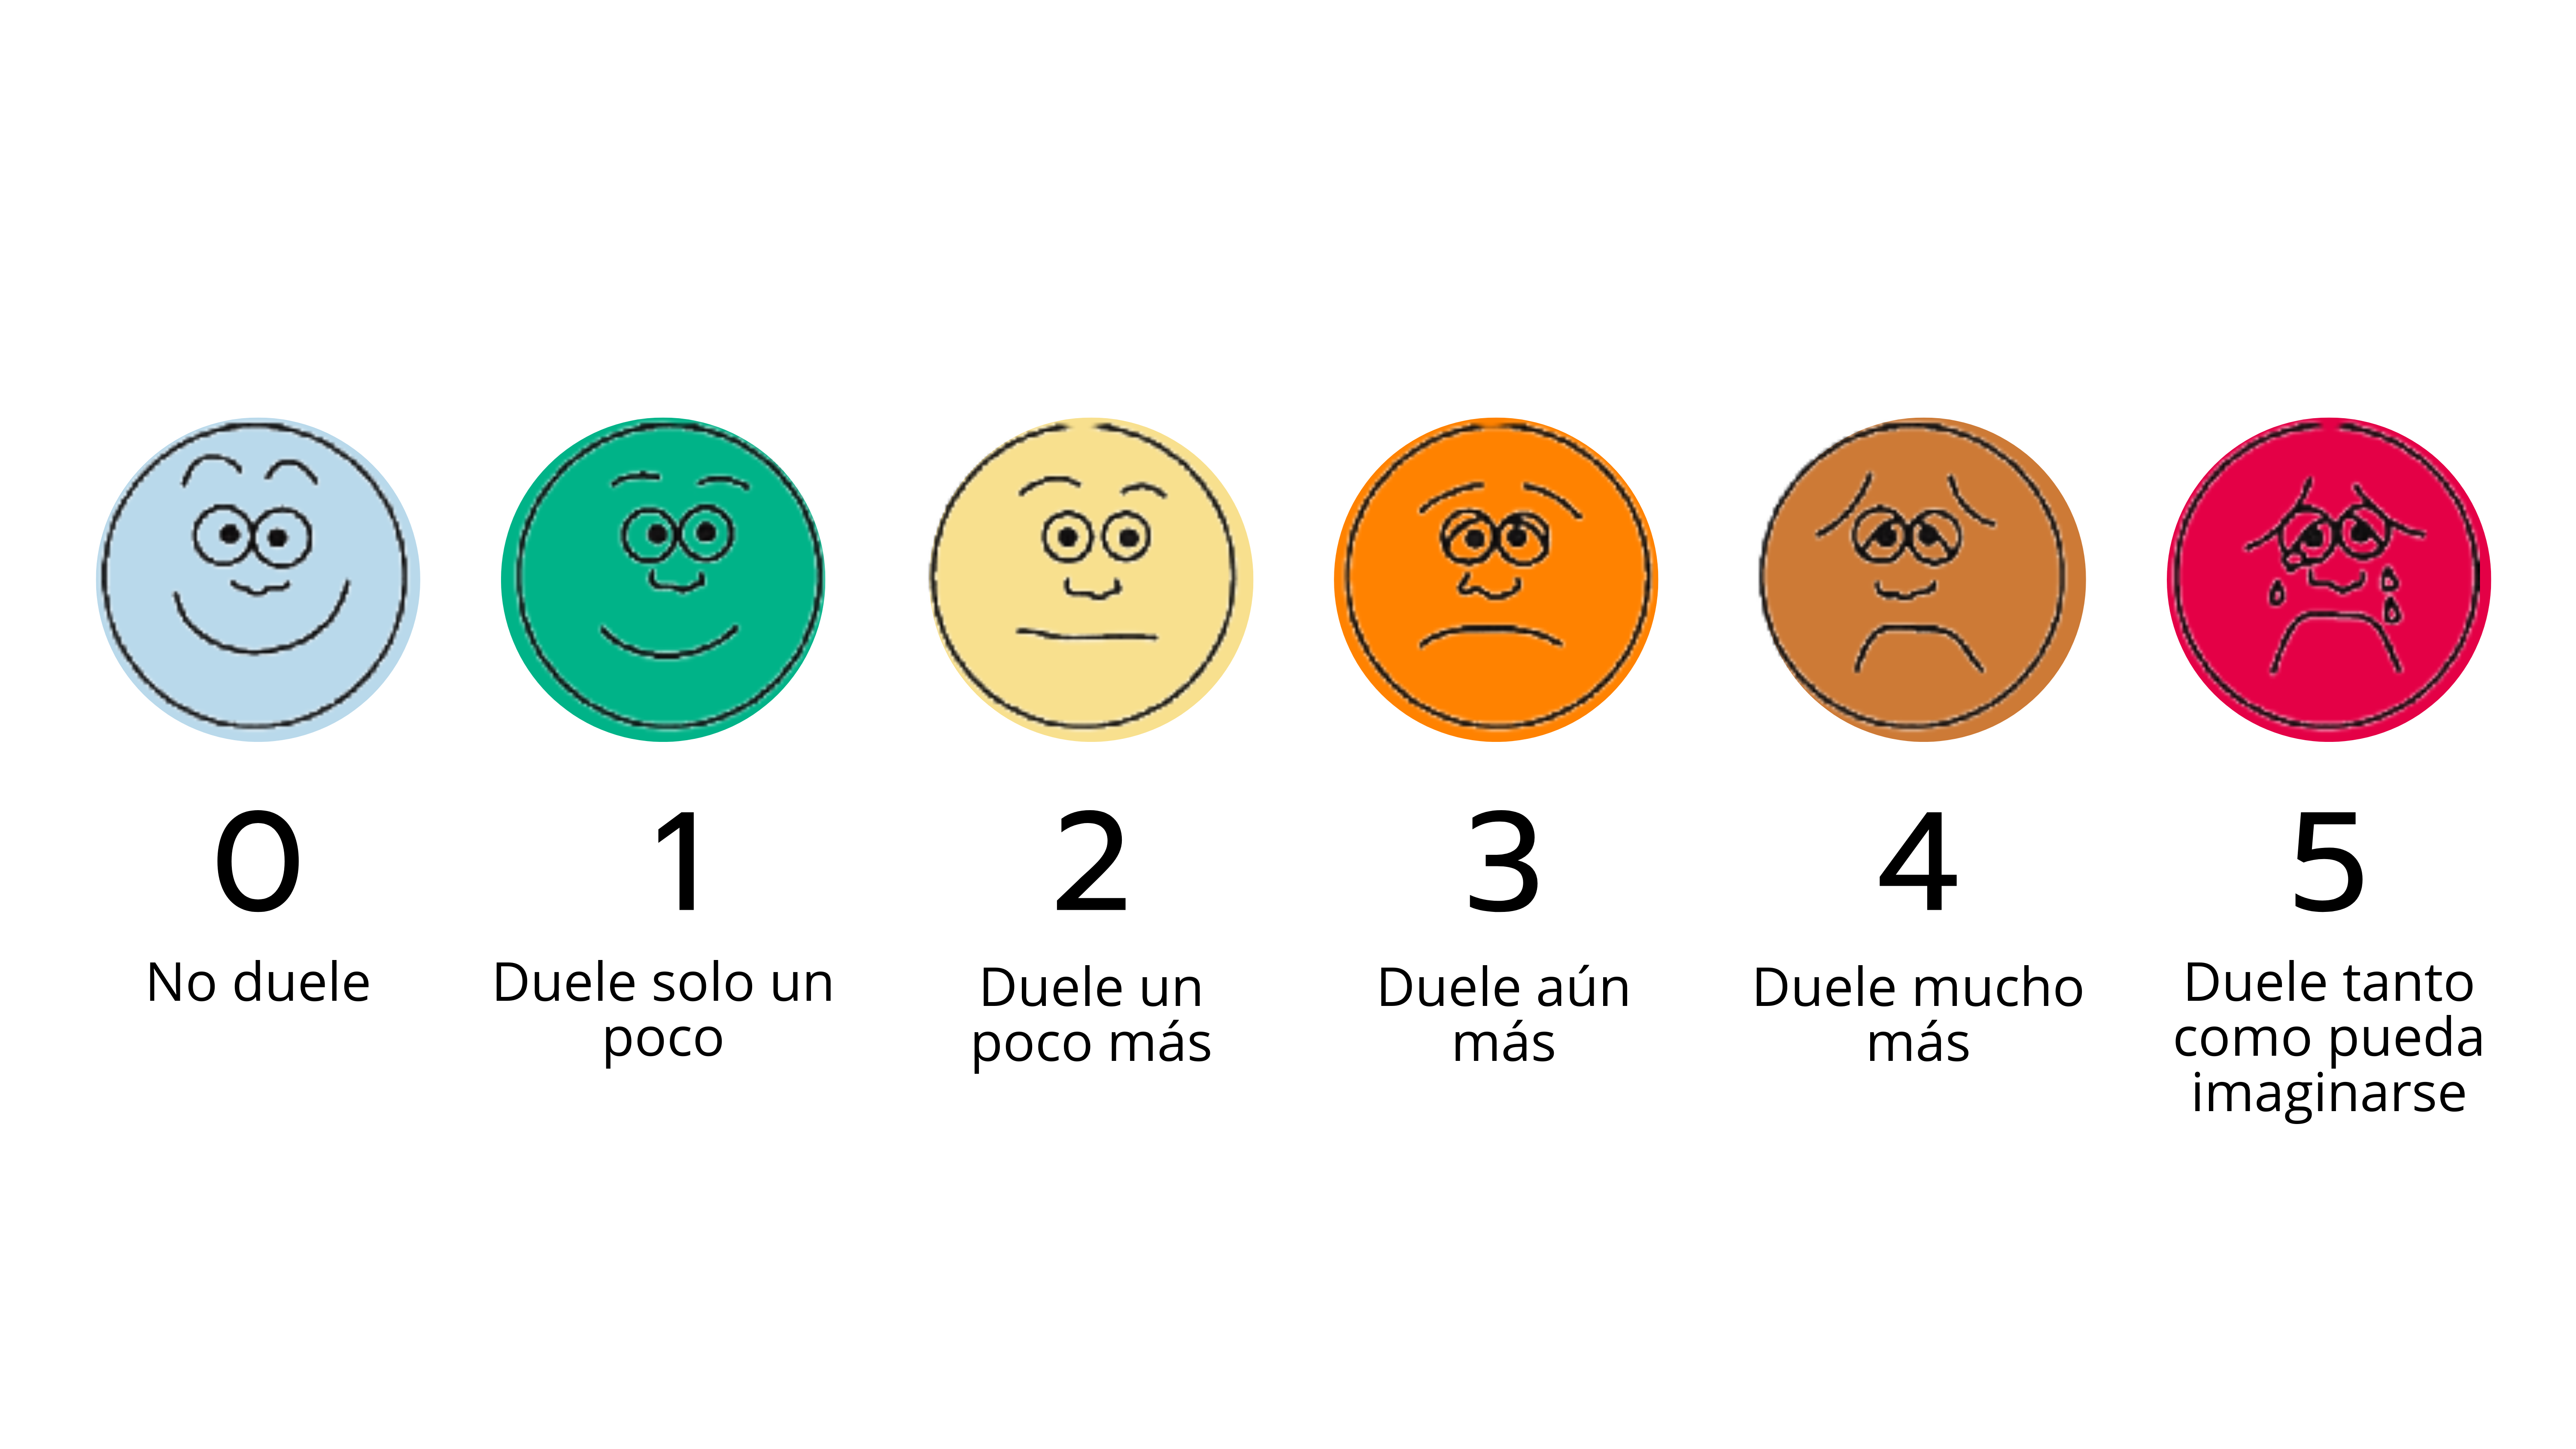 0
No duele
1
Duele solo un
poco
2
Duele un
poco más
3
Duele aún
más
4
Duele mucho
más
5
Duele tanto
como pueda
imaginarse